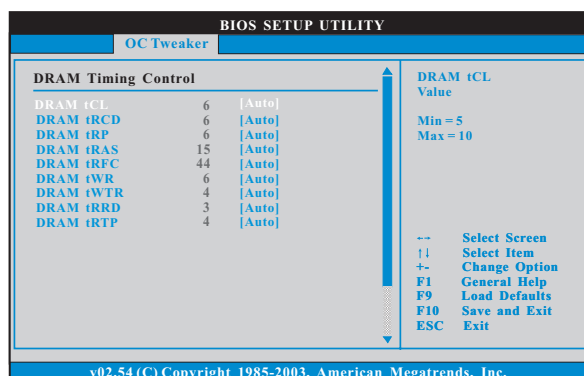 BIOS SETUP UTILITY
OC Tweaker
DRAM Timing Control
DRAM tCL 6 [Auto]
DRAM tRCD 6 [Auto]
DRAM tRP 6 [Auto]
DRAM tRAS 15 [Auto]
DRAM tRFC 44 [Auto]
DRAM tWR 6 [Auto]
DRAM tWTR 4 [Auto]
DRAM tRRD 3 [Auto]
DRAM tRTP 4 [Auto]
DRAM tCL
Value
Min = 5
Max = 10
←→ Select Screen
↑↓ Select Item
+- Change Option
F1 General Help
F9 Load Defaults
F10 Save and Exit
ESC Exit
v02.54 (C) Copyright 1985-2003, American Megatrends, Inc.